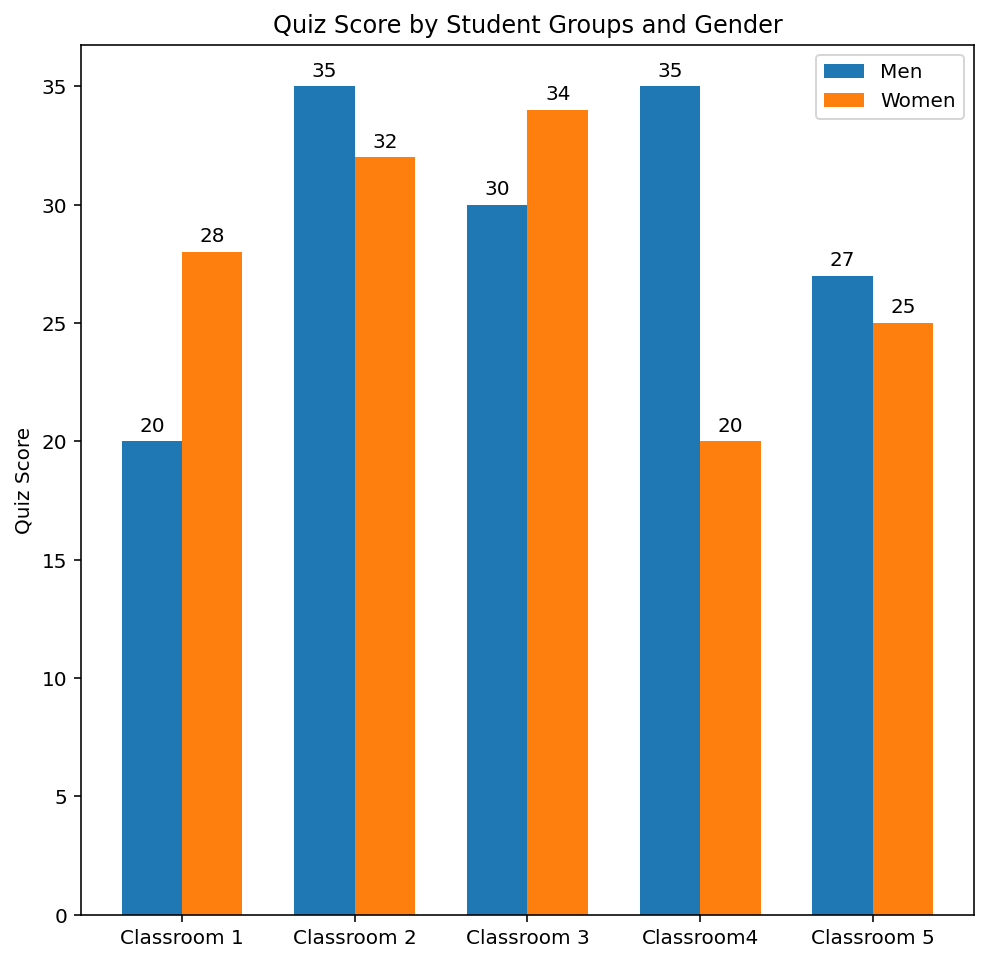 Quiz Score by Student Groups and Gender
Men
Women
35
30
25
20
15
10
5
0
Quiz Score
20
28
35
32
30
34
35
20
27
25
Classroom 1
Classroom 2
Classroom 3
Classroom4
Classroom 5